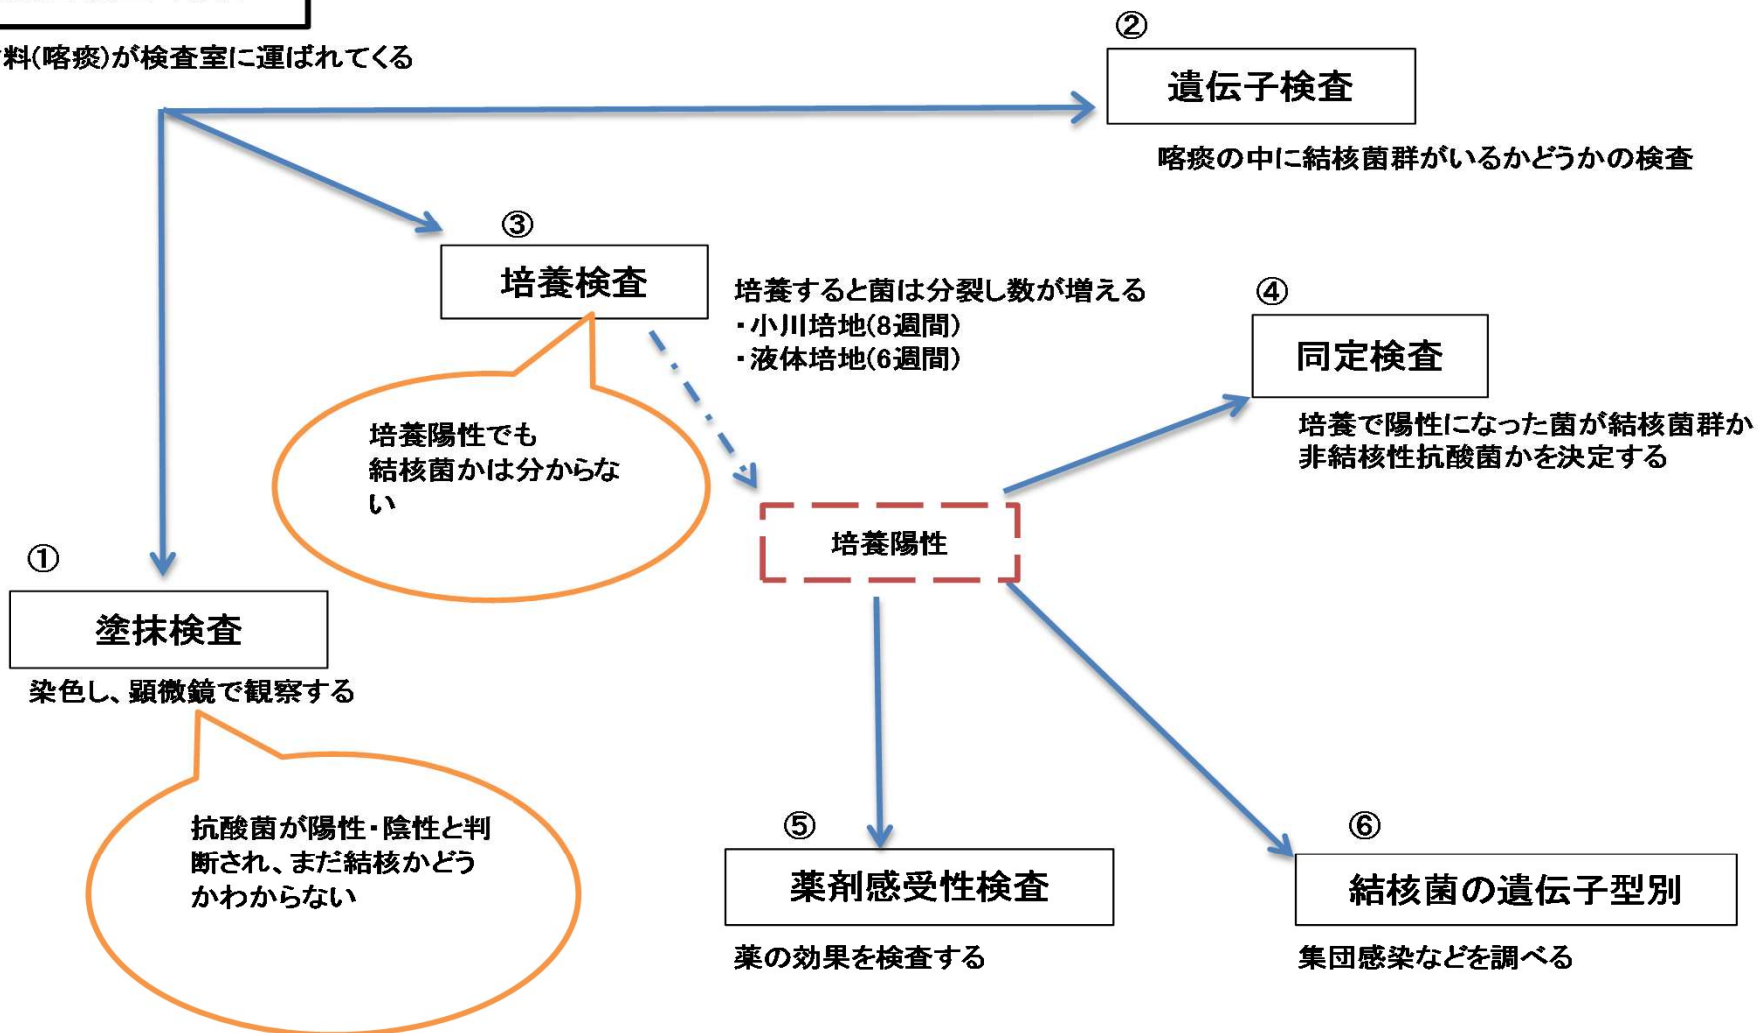 料(喀痰)が検査室に運ばれてくる
②
遺伝子検査
喀痰の中に結核菌群がいるかどうかの検査
③
培養検査
培養すると菌は分裂し数が増える
・小川培地(8週間)
・液体培地(6週間)
④
同定検査
培養で陽性になった菌が結核菌群か
非結核性抗酸菌かを決定する
培養陽性でも
結核菌かは分からな
い
培養陽性
①
塗抹検査
染色し、顕微鏡で観察する
抗酸菌が陽性・陰性と判
断され、まだ結核かどう
かわからない
⑤
薬剤感受性検査
薬の効果を検査する
⑥
結核菌の遺伝子型別
集団感染などを調べる